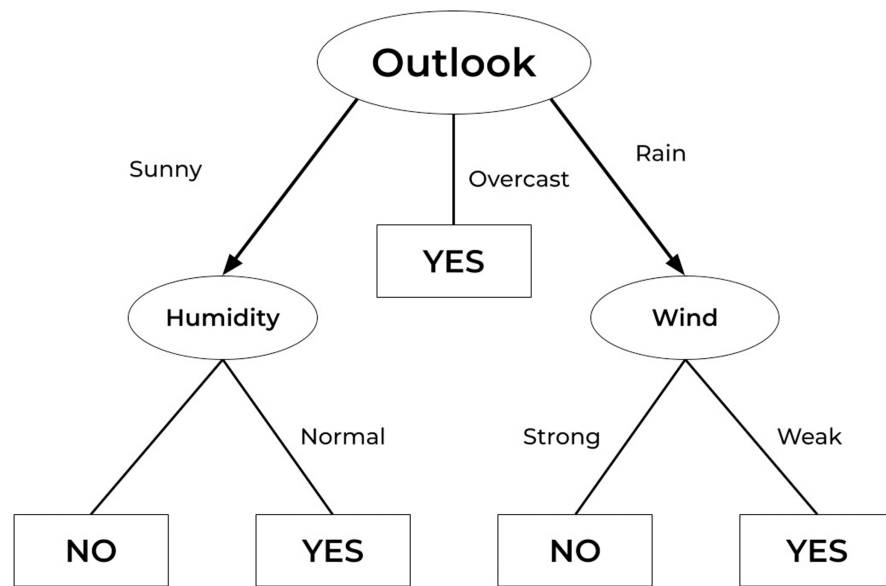 Outlook
Sunny
Overcast
Rain
YES
Humidity
Wind
Normal
Strong
Weak
NO
YES
NO
YES